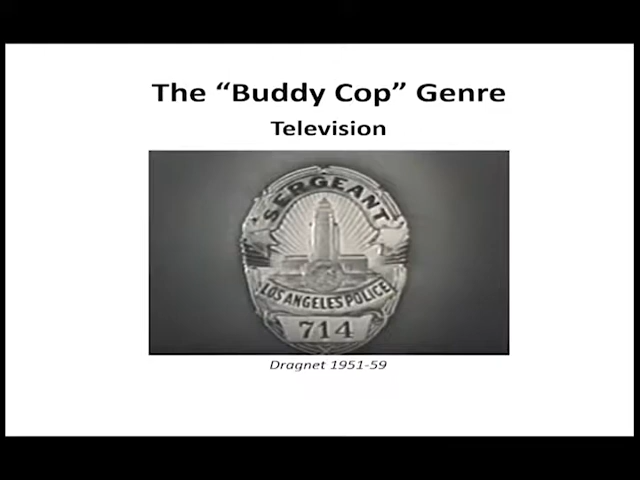 The “Buddy Cop” Genre
Television
SERGEANT
LOS ANGELES POLICE
714
Dragnet 1951-59